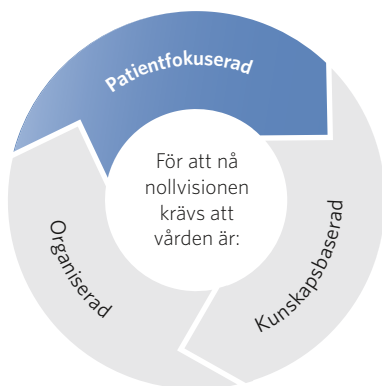 Patientfokuserad
För att nå
nollvisionen
krävs att
vården är:
Organiserad
Kunskapsbaserad